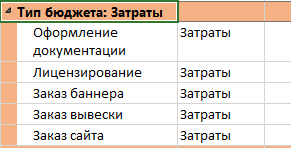 Тип бюджета: Затраты
Оформление документации Затраты
Лицензирование Затраты
Заказ баннера Затраты
Заказ вывески Затраты
Заказ сайта Затраты